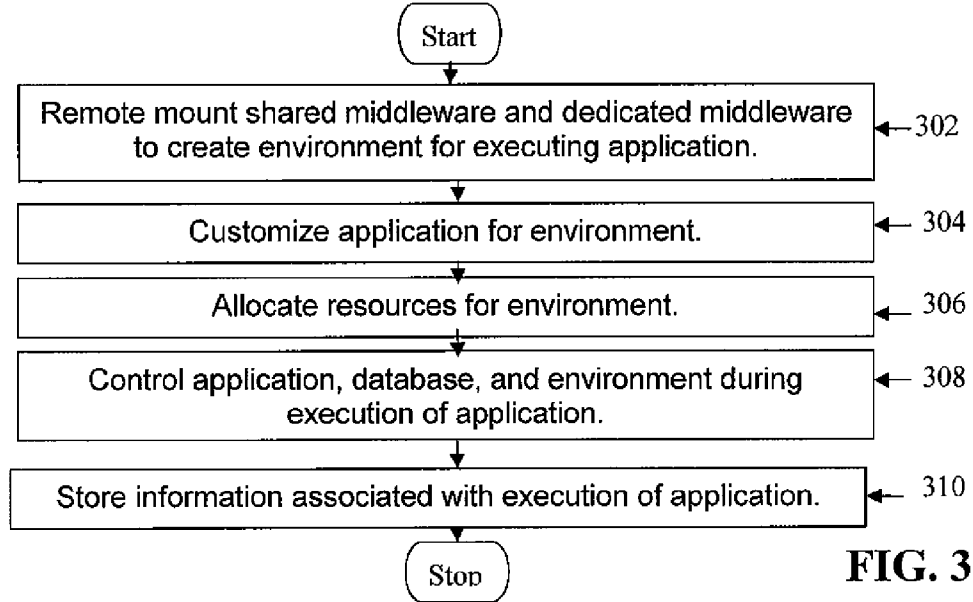 Start
Remote mount shared middleware and dedicated middleware
to create environment for executing application.
302
Customize application for environment.
304
Allocate resources for environment.
306
Control application, database, and environment during
execution of application.
308
Store information associated with execution of application.
310
Stop
FIG. 3